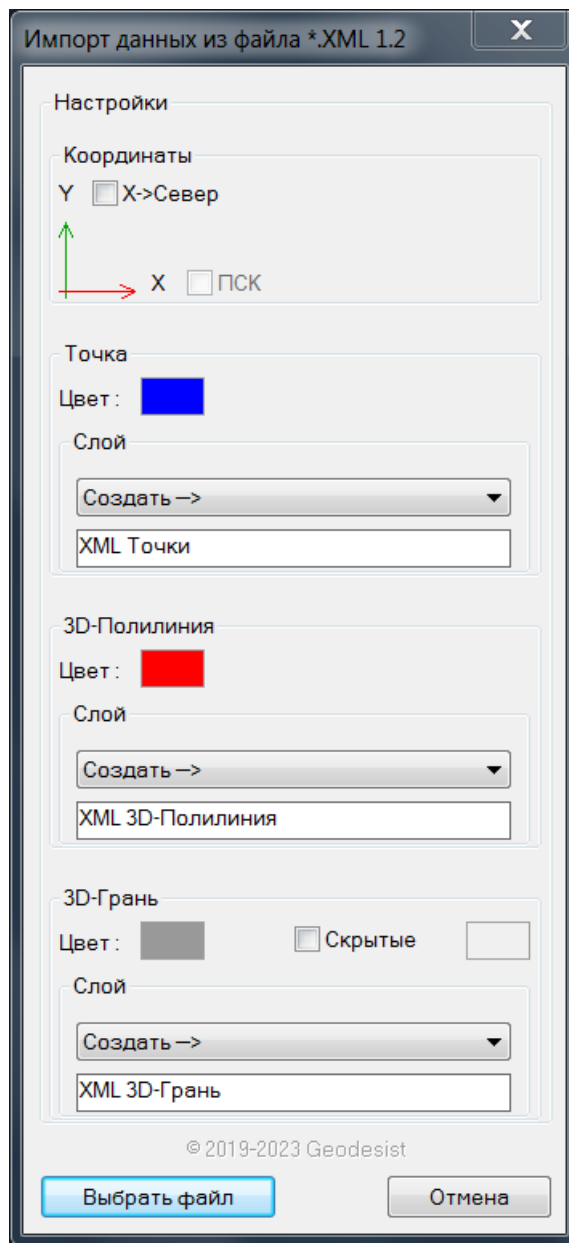 Импорт данных из файла *.XML 1.2
X
Настройки
Координаты
Y X->Север
X ПСК
Точка
Цвет :
Слой
Создать –>
XML Точки
3D-Полилиния
Цвет :
Слой
Создать –>
XML 3D-Полилиния
3D-Грань
Цвет : Скрытые
Слой
Создать –>
XML 3D-Грань
© 2019-2023 Geodesist
Выбрать файл Отмена